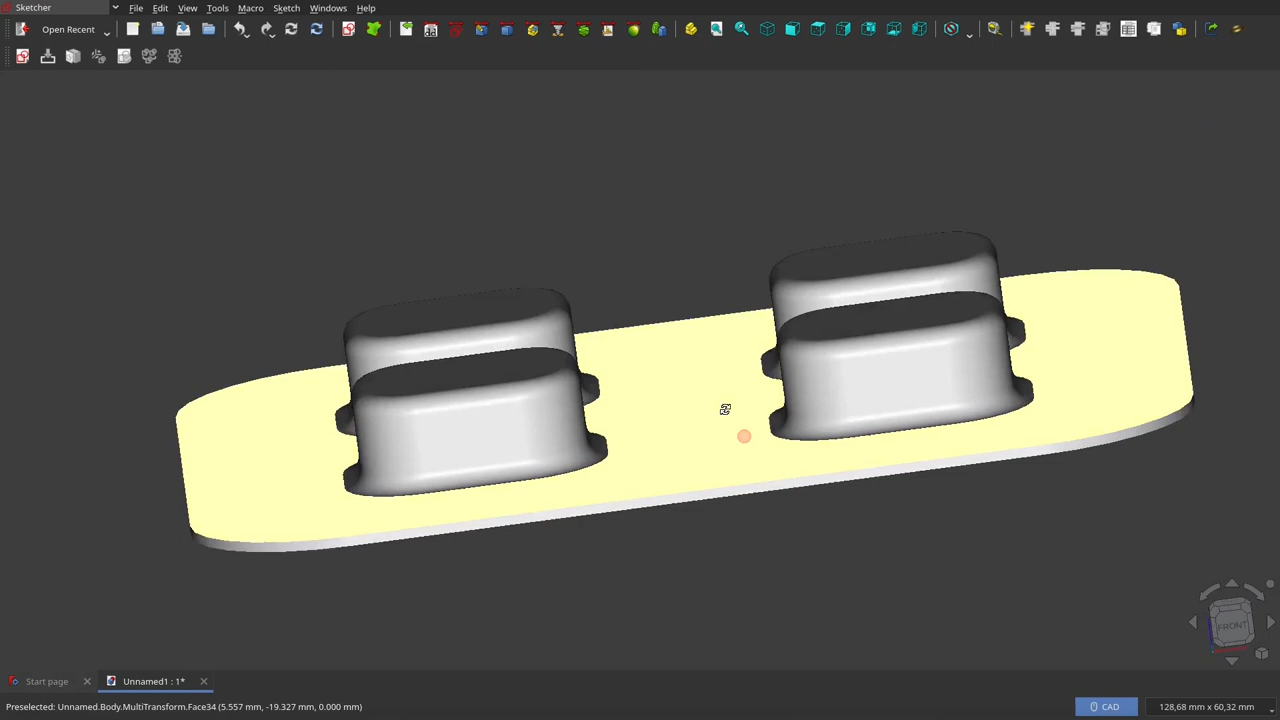 Sketcher
File Edit View Tools Macro Sketch Windows Help
Open Recent
FRONT
Start page
Unnamed1 : 1*
Preselected: Unnamed.Body.MultiTransform.Face34 (5.557 mm, -19.327 mm, 0.000 mm)
CAD
128,68 mm x 60,32 mm